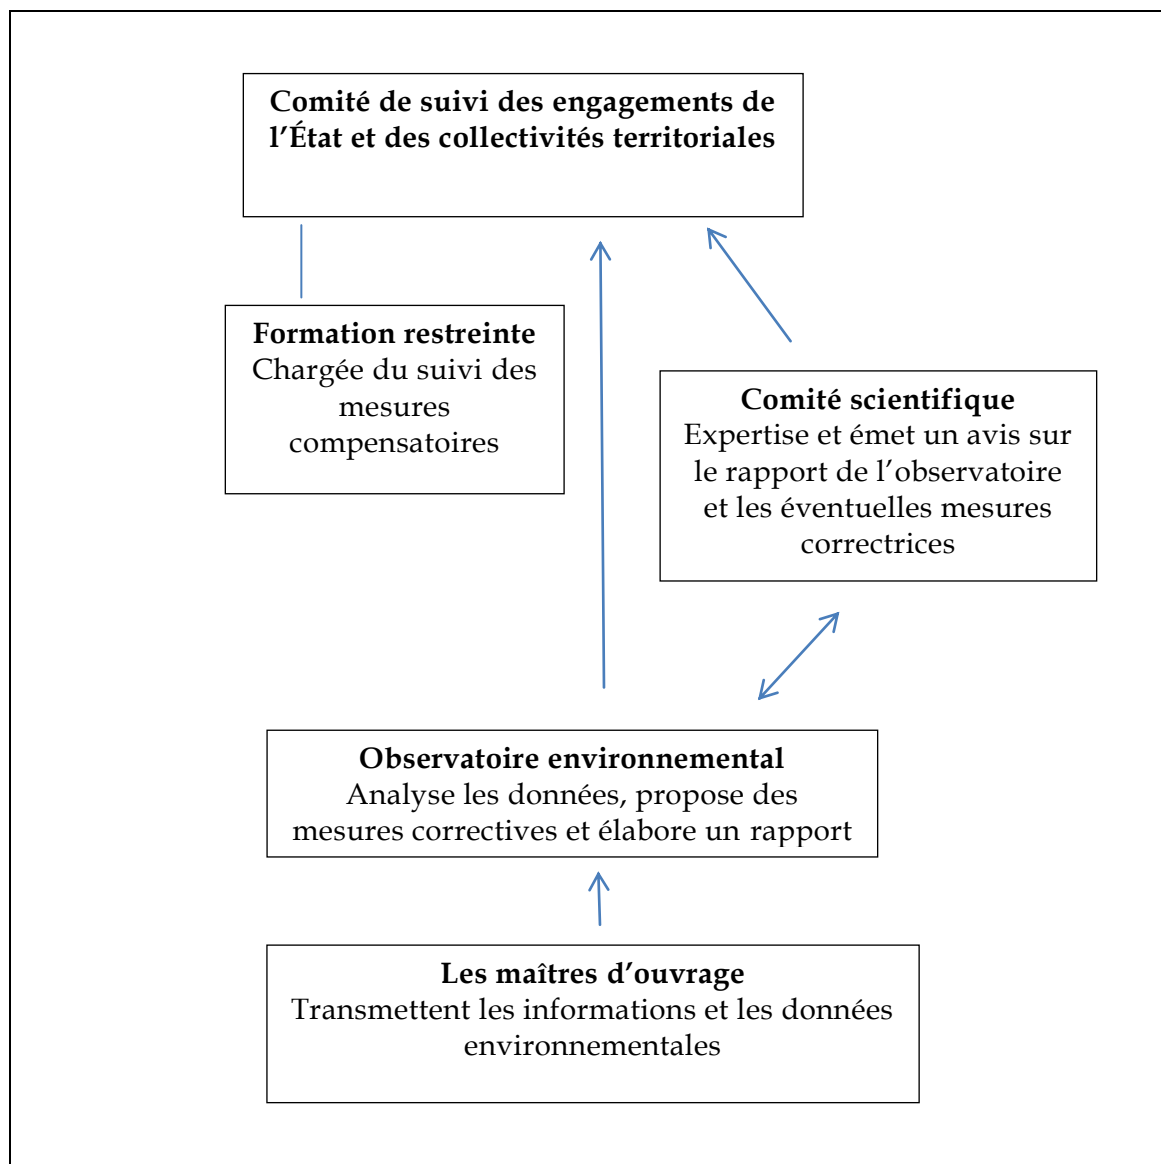 Comité de suivi des engagements de
l’État et des collectivités territoriales
Formation restreinte
Chargée du suivi des
mesures
compensatoires
Comité scientifique
Expertise et émet un avis sur
le rapport de l’observatoire
et les éventuelles mesures
correctrices
Observatoire environnemental
Analyse les données, propose des
mesures correctives et élabore un rapport
Les maîtres d’ouvrage
Transmettent les informations et les données
environnementales